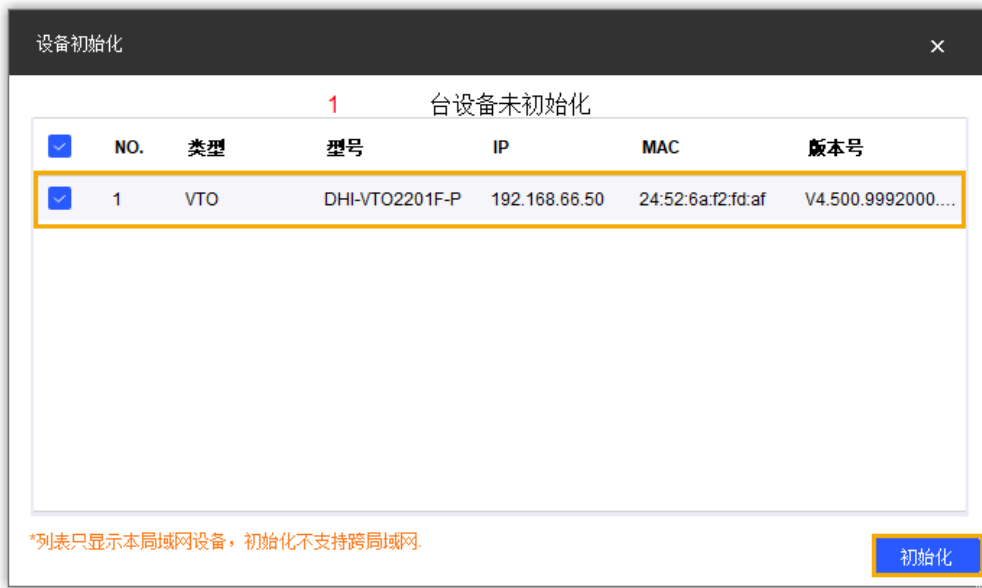 设备初始化 ×
1 台设备未初始化
NO. 类型 型号 IP MAC 版本号
1 VTO DHI-VTO2201F-P 192.168.66.50 24:52:6a:f2:fd:af V4.500.9992000....
*列表只显示本局域网设备，初始化不支持跨局域网.
初始化